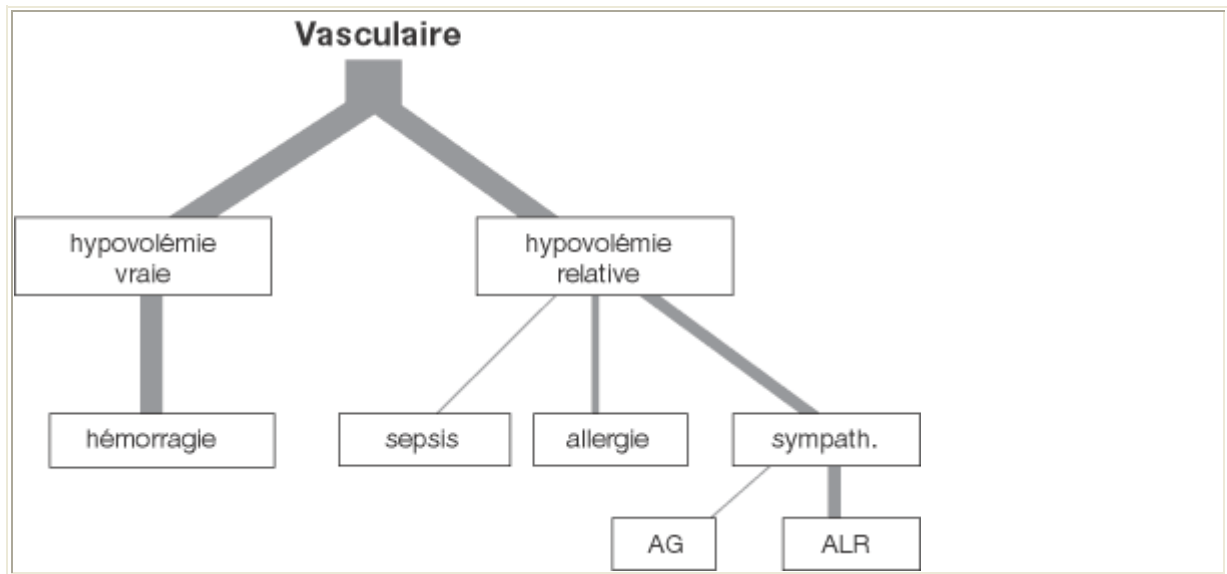 Vasculaire
hypovolémie
vraie
hypovolémie
relative
hémorragie
sepsis
allergie
sympath.
AG
ALR